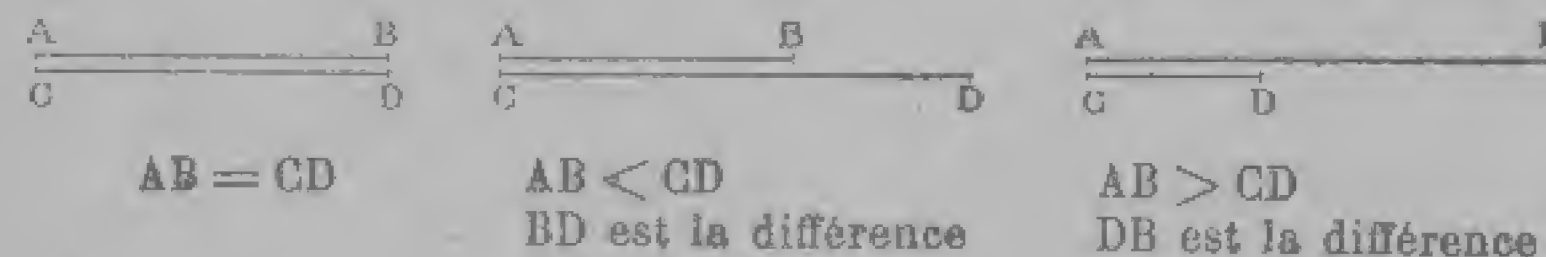 A B
C D
AB = CD
A B
C D
AB < CD
BD est la différence
A
C D
AB > CD
DB est la différence